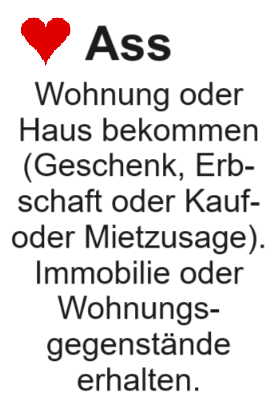 Ass
Wohnung oder
Haus bekommen
(Geschenk, Erb-
schaft oder Kauf-
oder Mietzusage).
Immobilie oder
Wohnungs-
gegenstände
erhalten.